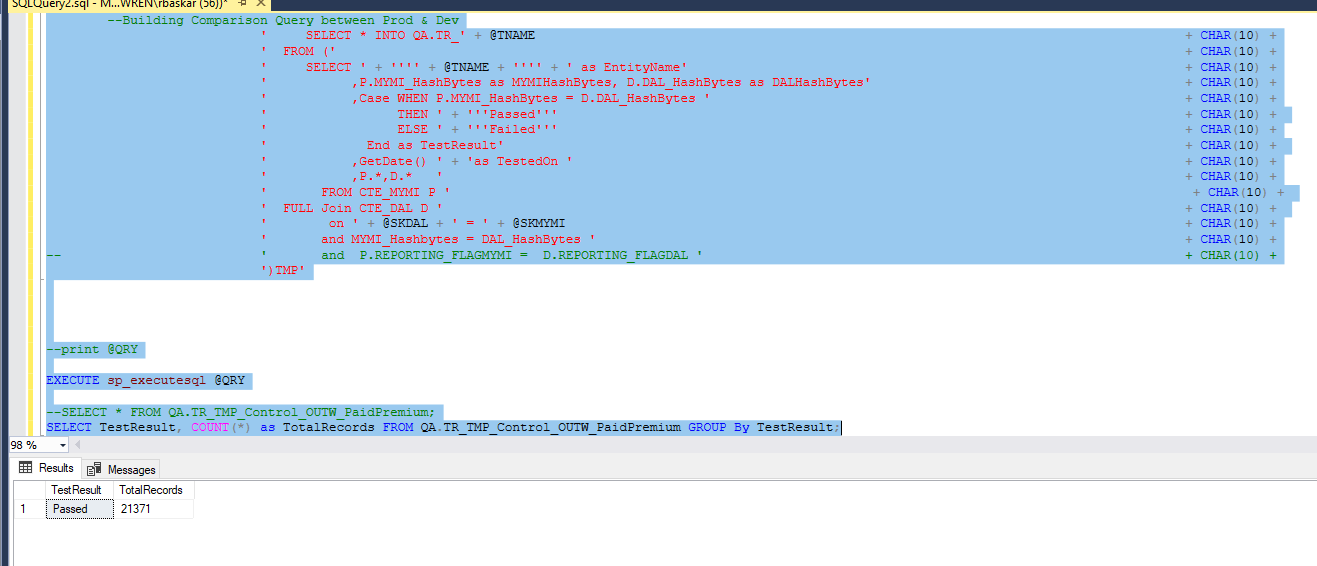 SQLQuery2.sql - M...WREN\rbaskar (56))*
--Building Comparison Query between Prod & Dev
' SELECT * INTO QA.TR_' + @TNAME + CHAR(10) +
' FROM (' + CHAR(10) +
' SELECT ' + '''' + @TNAME + '''' + ' as EntityName' + CHAR(10) +
' ,P.MYMI_HashBytes as MYMIHashBytes, D.DAL_HashBytes as DALHashBytes' + CHAR(10) +
' ,Case WHEN P.MYMI_HashBytes = D.DAL_HashBytes ' + CHAR(10) +
' THEN ' + '''Passed''' + CHAR(10) +
' ELSE ' + '''Failed''' + CHAR(10) +
' End as TestResult' + CHAR(10) +
' ,GetDate() ' + 'as TestedOn ' + CHAR(10) +
' ,P.*,D.* ' + CHAR(10) +
' FROM CTE_MYMI P ' + CHAR(10) +
' FULL Join CTE_DAL D ' + CHAR(10) +
' on ' + @SKDAL + ' = ' + @SKMYMI + CHAR(10) +
' and MYMI_Hashbytes = DAL_HashBytes ' + CHAR(10) +
-- ' and P.REPORTING_FLAGMYMI = D.REPORTING_FLAGDAL ' + CHAR(10) +
')TMP'
--print @QRY
EXECUTE sp_executesql @QRY
--SELECT * FROM QA.TR_TMP_Control_OUTW_PaidPremium;
SELECT TestResult, COUNT(*) as TotalRecords FROM QA.TR_TMP_Control_OUTW_PaidPremium GROUP By TestResult;
98 %
Results Messages
TestResult TotalRecords
1 Passed 21371